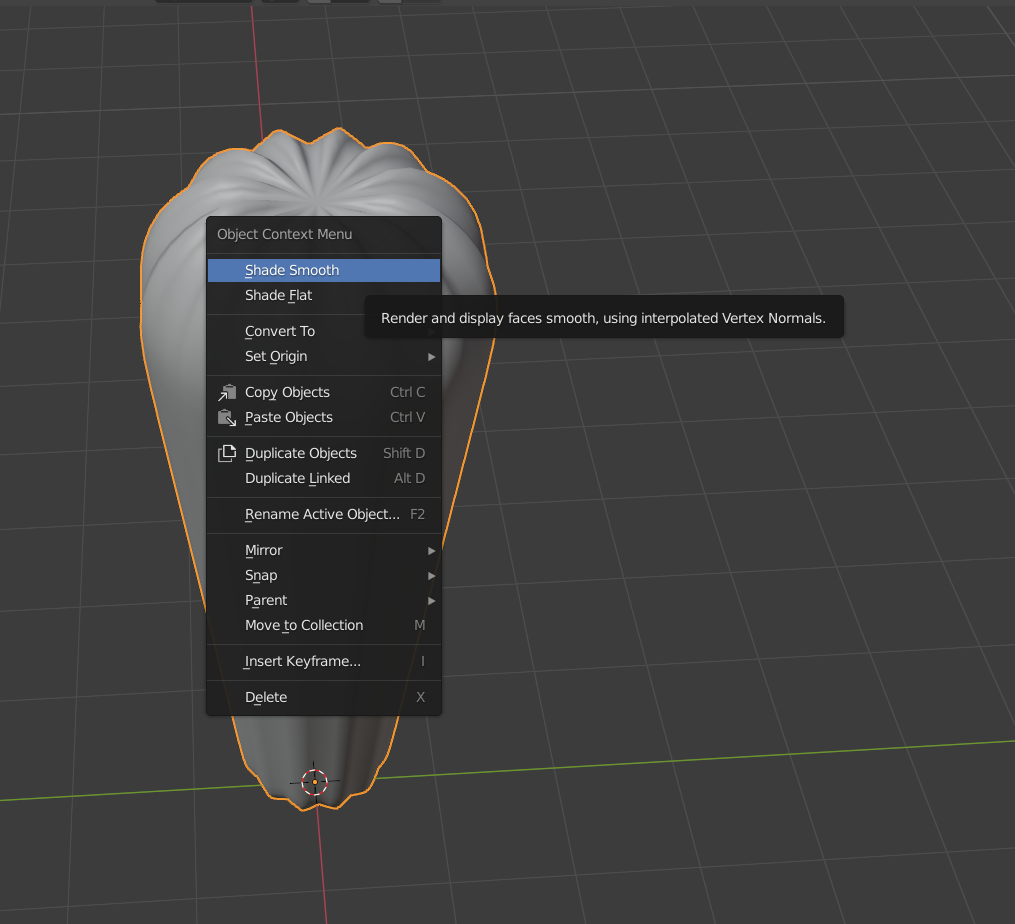 Object Context Menu
Shade Smooth
Shade Flat
Render and display faces smooth, using interpolated Vertex Normals.
Convert To
Set Origin
Copy Objects Ctrl C
Paste Objects Ctrl V
Duplicate Objects Shift D
Duplicate Linked Alt D
Rename Active Object... F2
Mirror
Snap
Parent
Move to Collection M
Insert Keyframe... I
Delete X